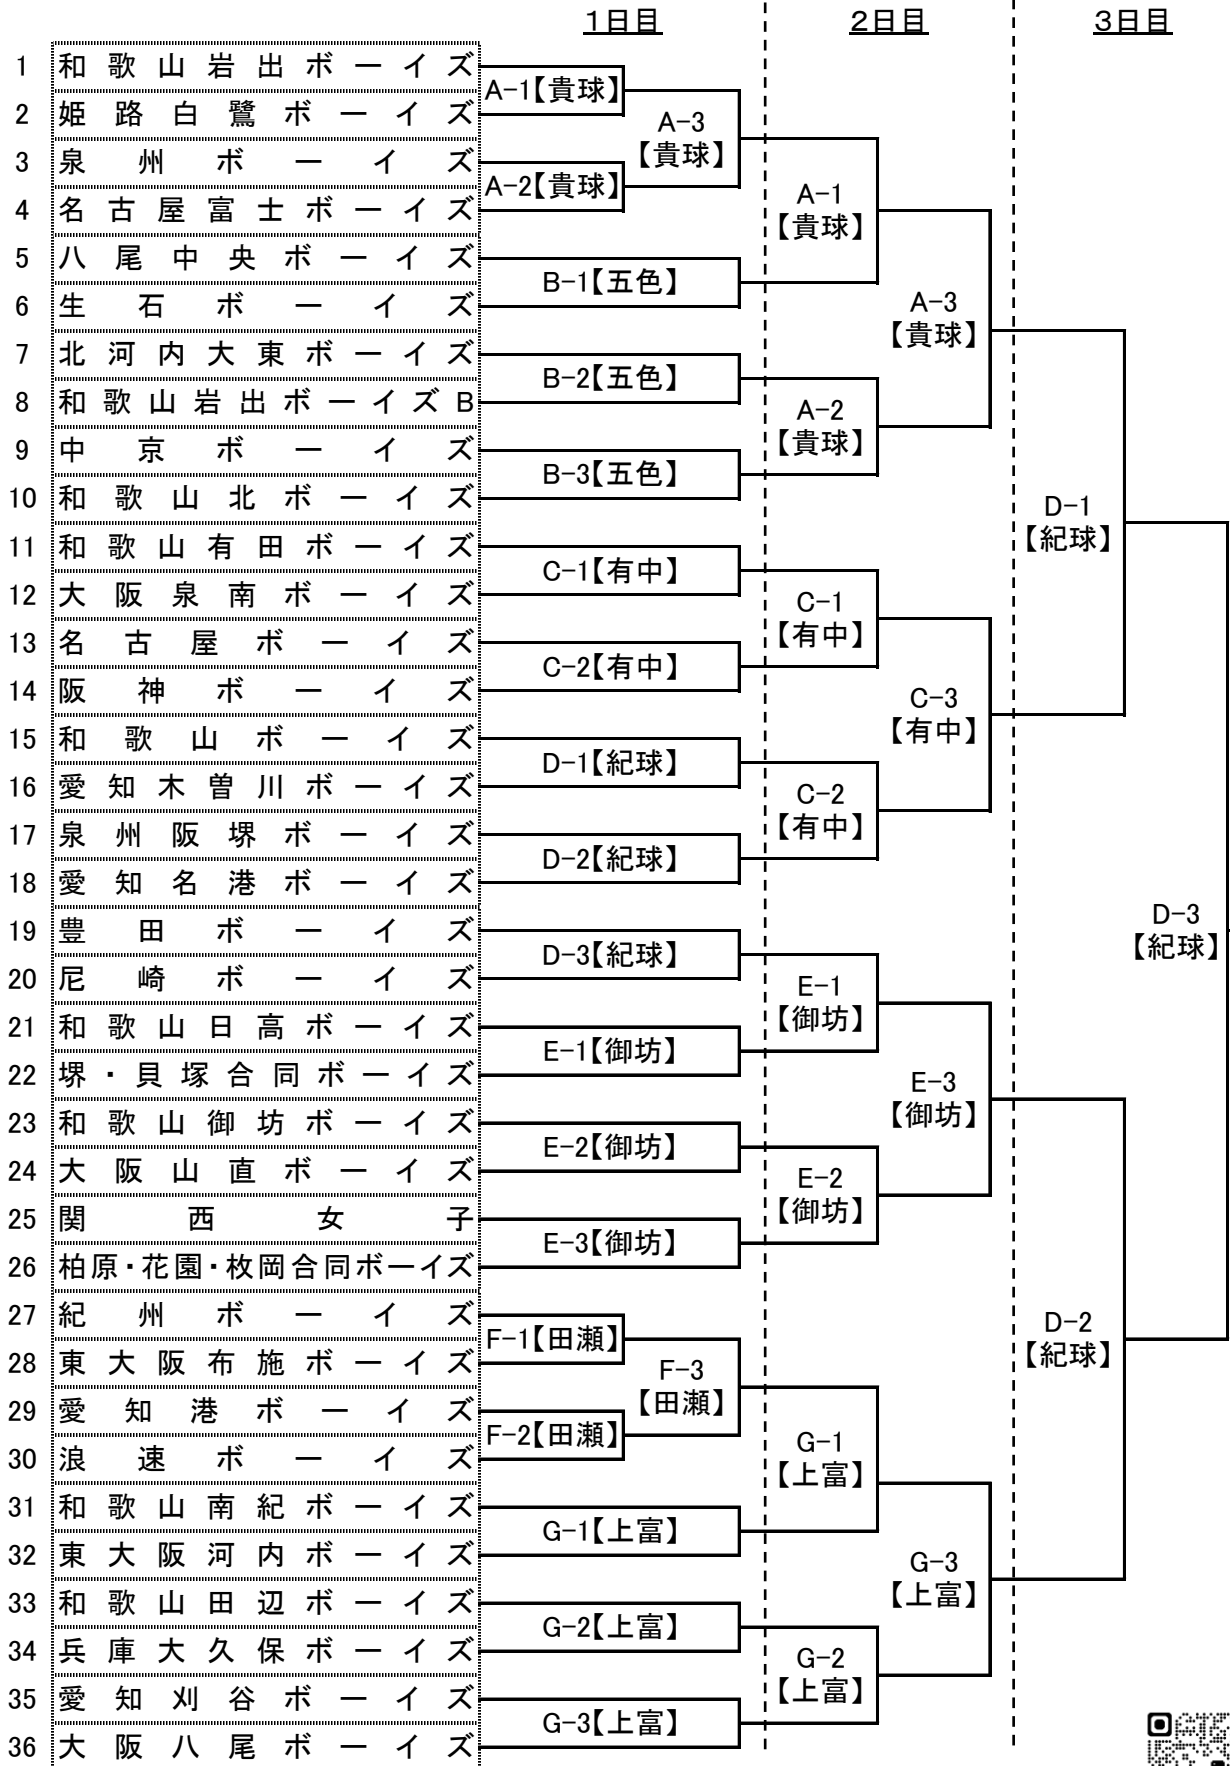 1日目 2日目 3日目
1 和歌山岩出ボーイズ
2 姫路白鷺ボーイズ
3 泉州ボーイズ
4 名古屋富士ボーイズ
5 八尾中央ボーイズ
6 生石ボーイズ
7 北河内大東ボーイズ
8 和歌山岩出ボーイズB
9 中京ボーイズ
10 和歌山北ボーイズ
11 和歌山有田ボーイズ
12 大阪泉南ボーイズ
13 名古屋ボーイズ
14 阪神ボーイズ
15 和歌山ボーイズ
16 愛知木曽川ボーイズ
17 泉州阪堺ボーイズ
18 愛知名港ボーイズ
19 豊田ボーイズ
20 尼崎ボーイズ
21 和歌山日高ボーイズ
22 堺・貝塚合同ボーイズ
23 和歌山御坊ボーイズ
24 大阪山直ボーイズ
25 関西女子
26 柏原・花園・枚岡合同ボーイズ
27 紀州ボーイズ
28 東大阪布施ボーイズ
29 愛知港ボーイズ
30 浪速ボーイズ
31 和歌山南紀ボーイズ
32 東大阪河内ボーイズ
33 和歌山田辺ボーイズ
34 兵庫大久保ボーイズ
35 愛知刈谷ボーイズ
36 大阪八尾ボーイズ
A-1【貴球】
A-2【貴球】
A-3
【貴球】
B-1【五色】
B-2【五色】
B-3【五色】
C-1【有中】
C-2【有中】
D-1【紀球】
D-2【紀球】
D-3【紀球】
E-1【御坊】
E-2【御坊】
E-3【御坊】
F-1【田瀬】
F-2【田瀬】
F-3
【田瀬】
G-1【上富】
G-2【上富】
G-3【上富】
A-1
【貴球】
A-2
【貴球】
C-1
【有中】
C-2
【有中】
E-1
【御坊】
E-2
【御坊】
G-1
【上富】
G-2
【上富】
A-3
【貴球】
C-3
【有中】
E-3
【御坊】
G-3
【上富】
D-1
【紀球】
D-2
【紀球】
D-3
【紀球】